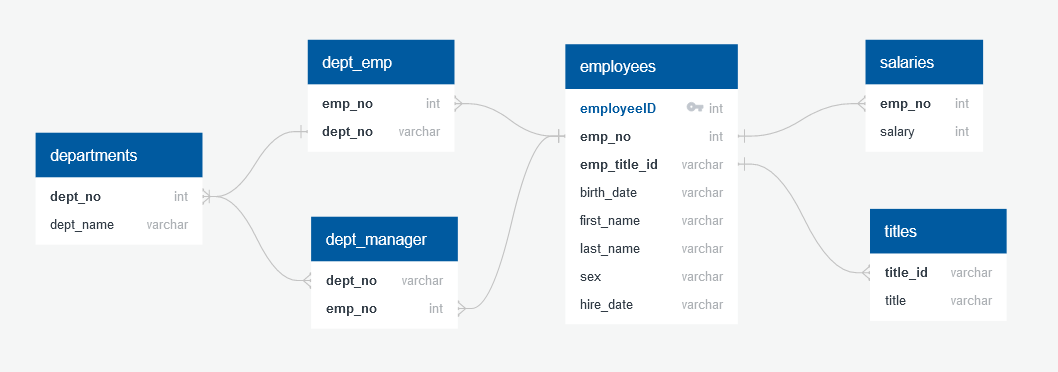 departments
dept_no int
dept_name varchar
dept_emp
emp_no int
dept_no varchar
dept_manager
dept_no varchar
emp_no int
employees
employeeID int
emp_no int
emp_title_id varchar
birth_date varchar
first_name varchar
last_name varchar
sex varchar
hire_date varchar
salaries
emp_no int
salary int
titles
title_id varchar
title varchar